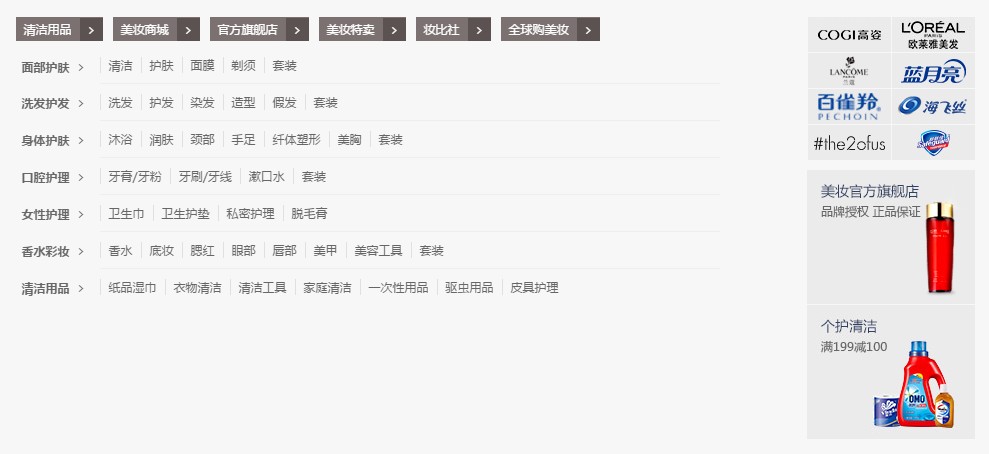 清洁用品 > 美妆商城 > 官方旗舰店 > 美妆特卖 > 妆比社 > 全球购美妆 >
面部护肤 > 清洁 护肤 面膜 剃须 套装
洗发护发 > 洗发 护发 染发 造型 假发 套装
身体护肤 > 沐浴 润肤 颈部 手足 纤体塑形 美胸 套装
口腔护理 > 牙膏/牙粉 牙刷/牙线 漱口水 套装
女性护理 > 卫生巾 卫生护垫 私密护理 脱毛膏
香水彩妆 > 香水 底妆 腮红 眼部 唇部 美甲 美容工具 套装
清洁用品 > 纸品湿巾 衣物清洁 清洁工具 家庭清洁 一次性用品 驱虫用品 皮具护理
COGI高姿
L'ORÉAL
PARIS
欧莱雅美发
LANCÔME
兰蔻
蓝月亮
百雀羚
PECHOIN
海飞丝
#the2ofus
Safeguard
美妆官方旗舰店
品牌授权 正品保证
个护清洁
满199减100
OMO